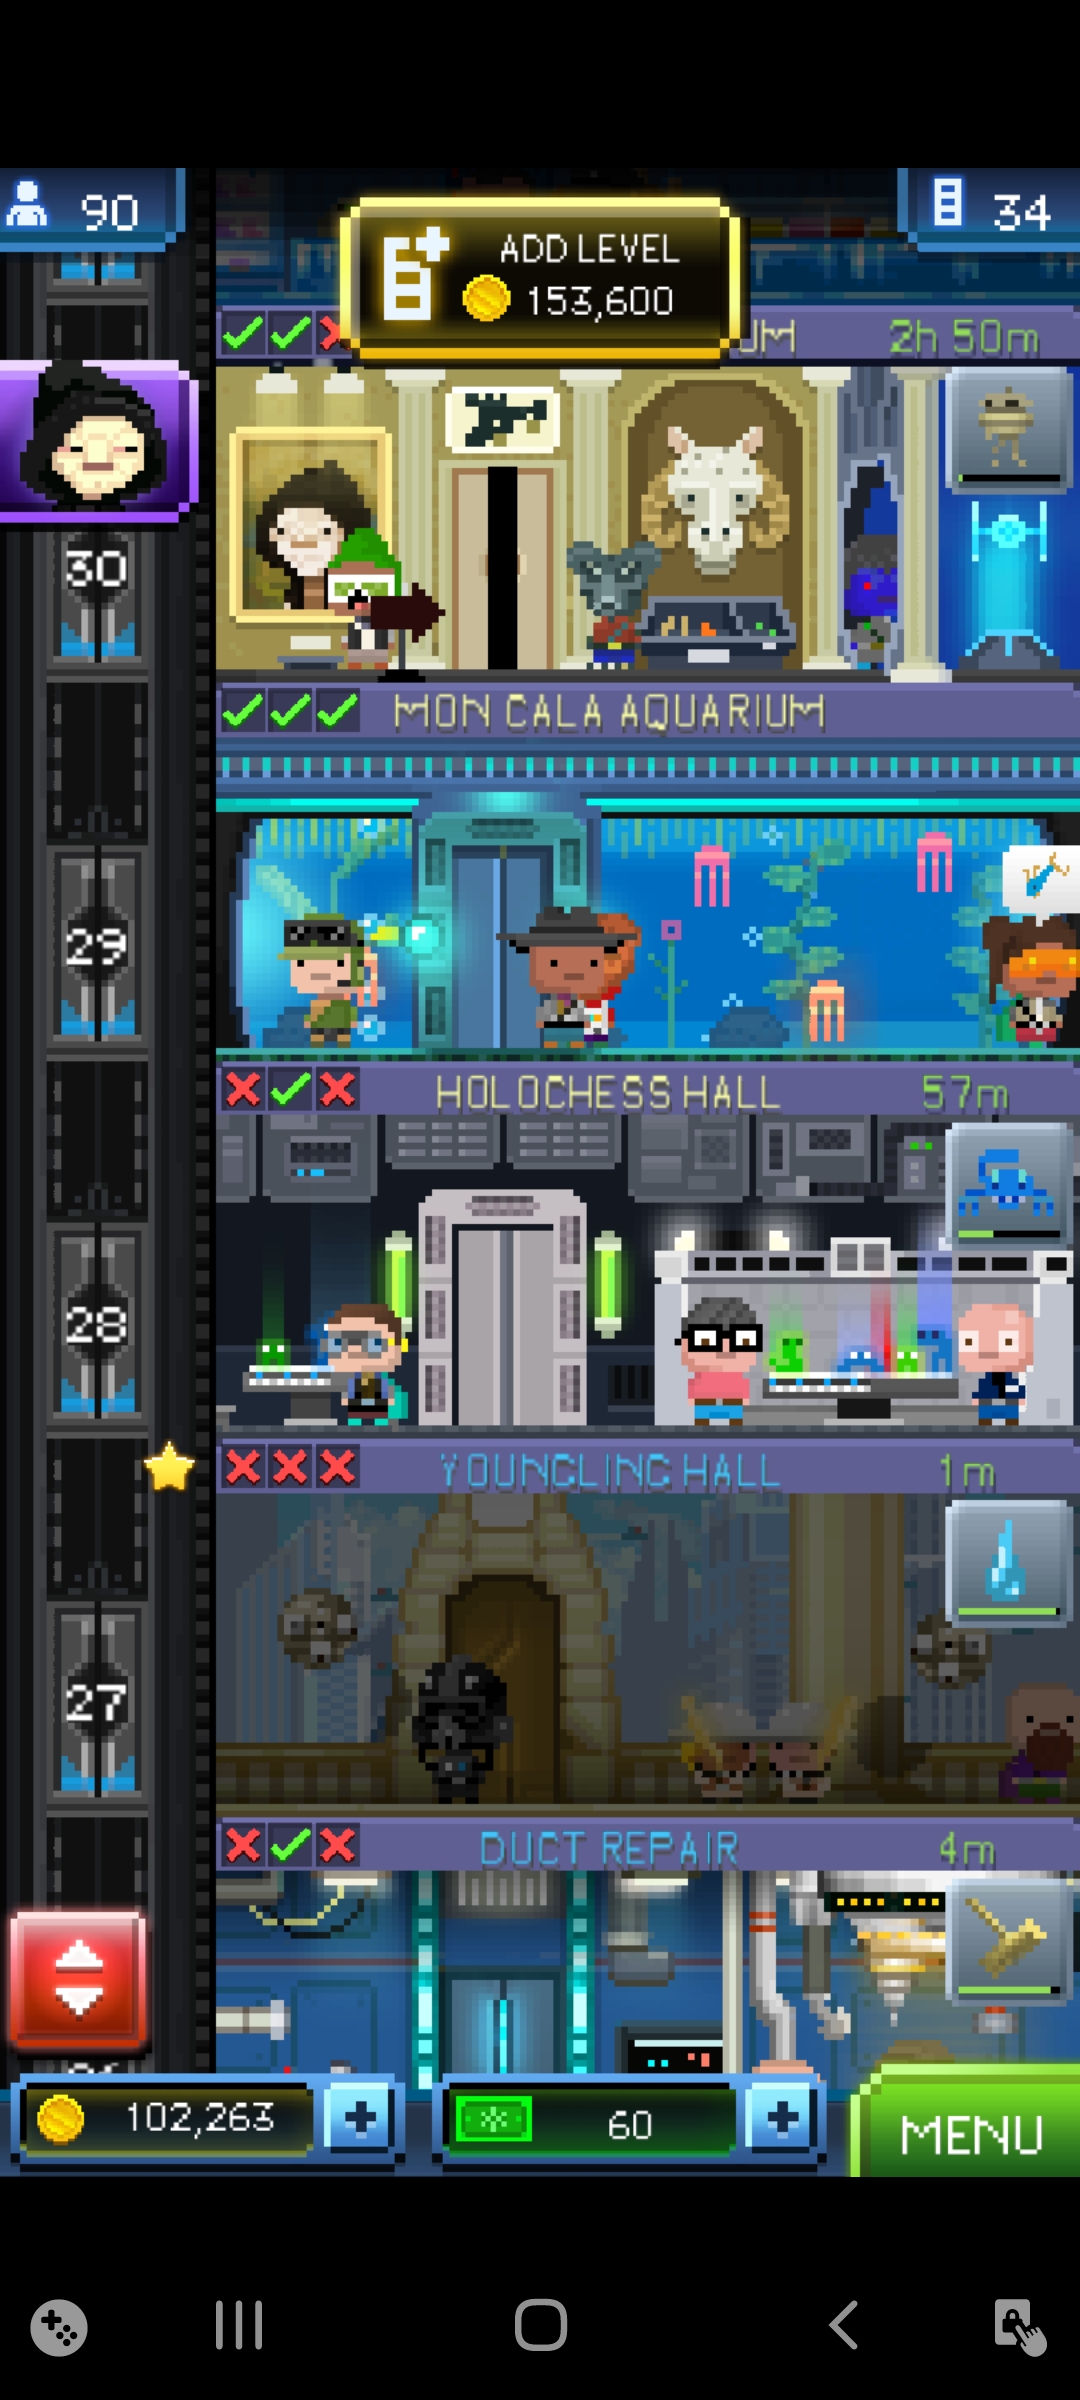 90
ADD LEVEL
153,600
34
UM 2h 50m
30
MON CALA AQUARIUM
29
HOLOCHESS HALL 57m
28
YOUNGLING HALL 1m
27
DUCT REPAIR 4m
102,263
60
MENU